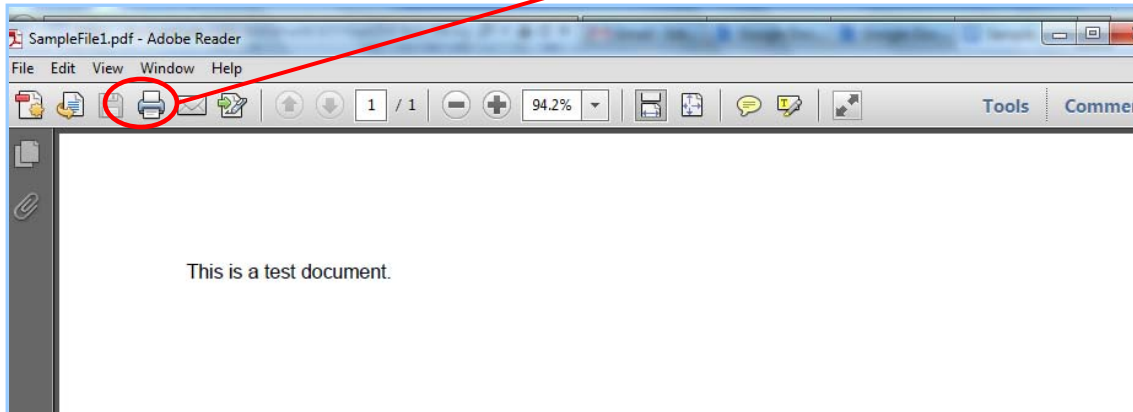 SampleFile1.pdf - Adobe Reader
File Edit View Window Help
1 / 1 94.2% Tools
This is a test document.